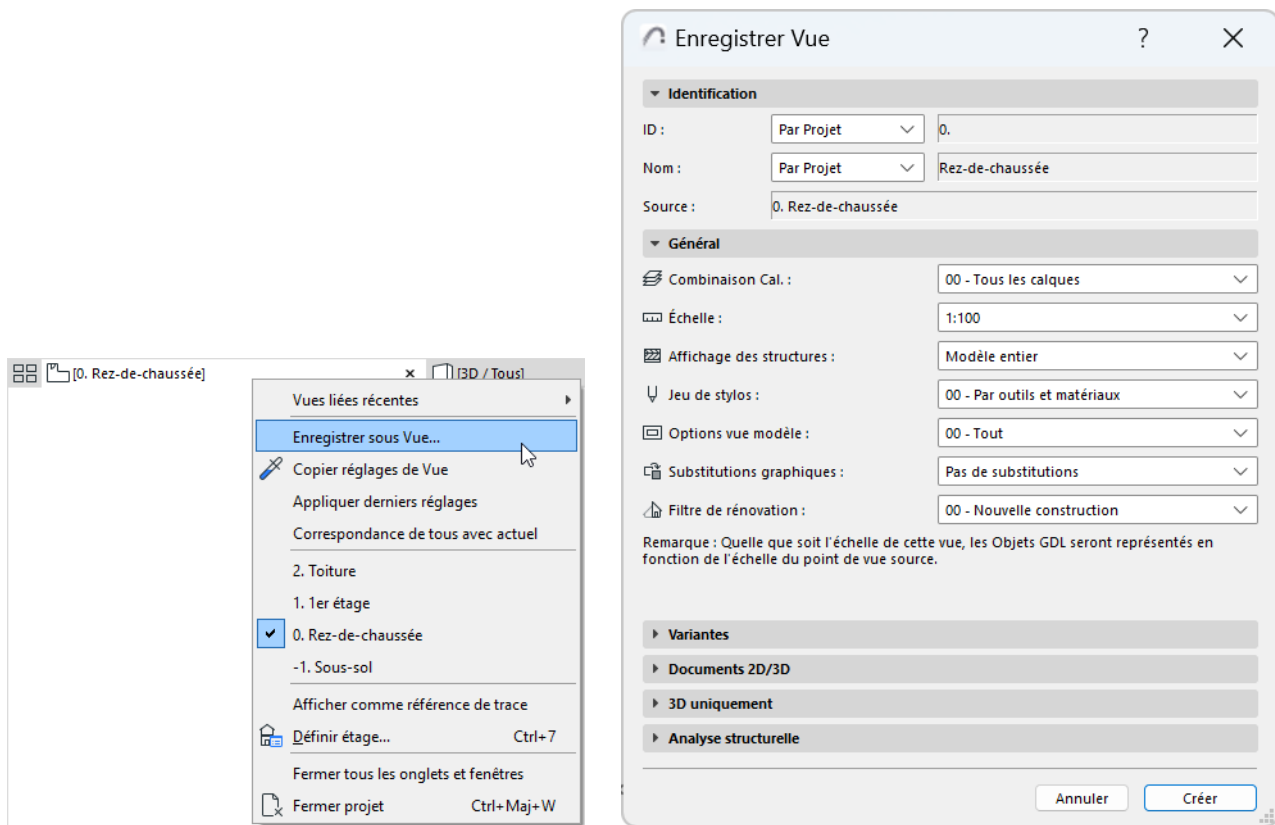 [0. Rez-de-chaussée]
[3D / Tous]
Vues liées récentes
Enregistrer sous Vue...
Copier réglages de Vue
Appliquer derniers réglages
Correspondance de tous avec actuel
2. Toiture
1. 1er étage
0. Rez-de-chaussée
-1. Sous-sol
Afficher comme référence de trace
Définir étage... Ctrl+7
Fermer tous les onglets et fenêtres
Fermer projet Ctrl+Maj+W
Enregistrer Vue ?
Identification
ID : Par Projet 0.
Nom : Par Projet Rez-de-chaussée
Source : 0. Rez-de-chaussée
Général
Combinaison Cal. : 00 - Tous les calques
Échelle : 1:100
Affichage des structures : Modèle entier
Jeu de stylos : 00 - Par outils et matériaux
Options vue modèle : 00 - Tout
Substitutions graphiques : Pas de substitutions
Filtre de rénovation : 00 - Nouvelle construction
Remarque : Quelle que soit l'échelle de cette vue, les Objets GDL seront représentés en
fonction de l'échelle du point de vue source.
Variantes
Documents 2D/3D
3D uniquement
Analyse structurelle
Annuler Créer